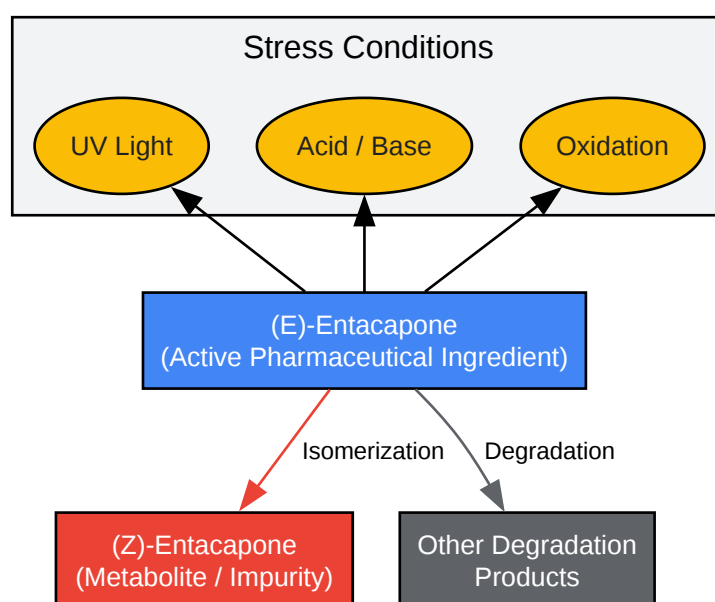 Stress Conditions
UV Light
Acid / Base
Oxidation
(E)-Entacapone
(Active Pharmaceutical Ingredient)
Isomerization
Degradation
(Z)-Entacapone
(Metabolite / Impurity)
Other Degradation
Products